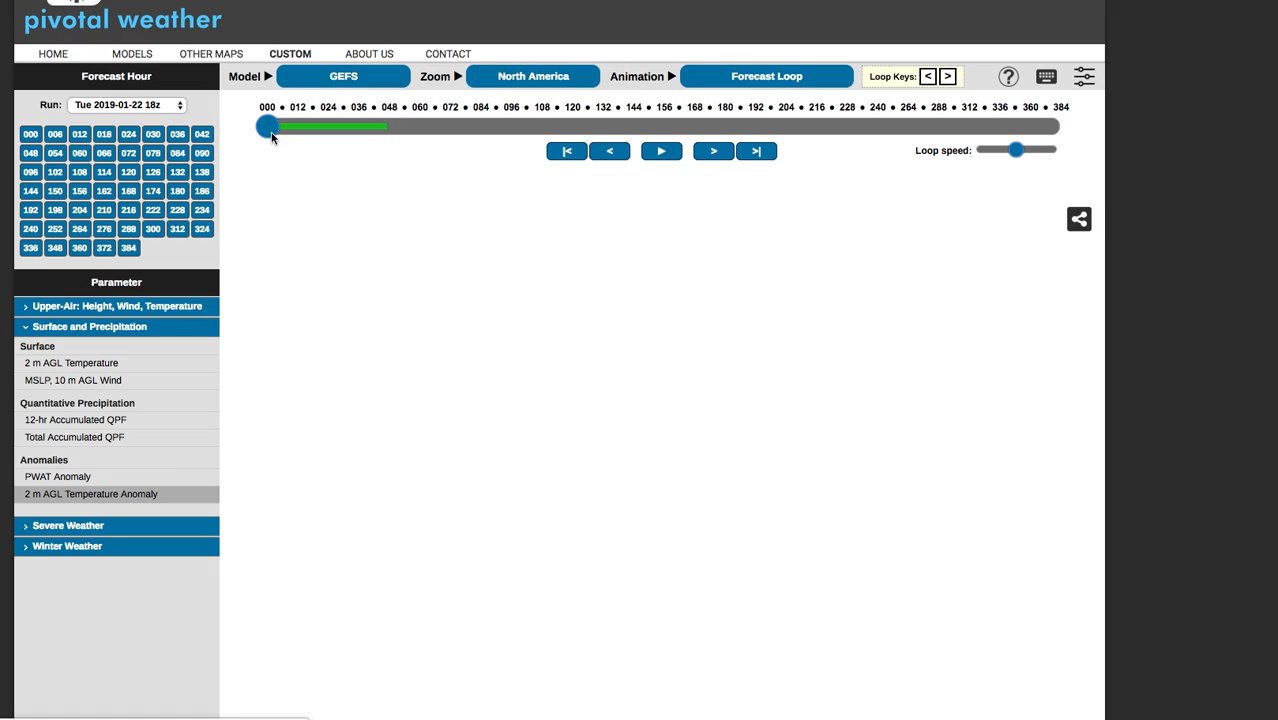 pivotal weather
HOME MODELS OTHER MAPS CUSTOM ABOUT US CONTACT
Forecast Hour
Model GEFS Zoom North America Animation Forecast Loop Loop Keys: < >
Run: Tue 2019-01-22 18z
000 • 012 • 024 • 036 • 048 • 060 • 072 • 084 • 096 • 108 • 120 • 132 • 144 • 156 • 168 • 180 • 192 • 204 • 216 • 228 • 240 • 264 • 288 • 312 • 336 • 360 • 384
|< < > >| Loop speed:
000 006 012 018 024 030 036 042
048 054 060 066 072 078 084 090
096 102 108 114 120 126 132 138
144 150 156 162 168 174 180 186
192 198 204 210 216 222 228 234
240 252 264 276 288 300 312 324
336 348 360 372 384
Parameter
Upper-Air: Height, Wind, Temperature
Surface and Precipitation
Surface
2 m AGL Temperature
MSLP, 10 m AGL Wind
Quantitative Precipitation
12-hr Accumulated QPF
Total Accumulated QPF
Anomalies
PWAT Anomaly
2 m AGL Temperature Anomaly
Severe Weather
Winter Weather